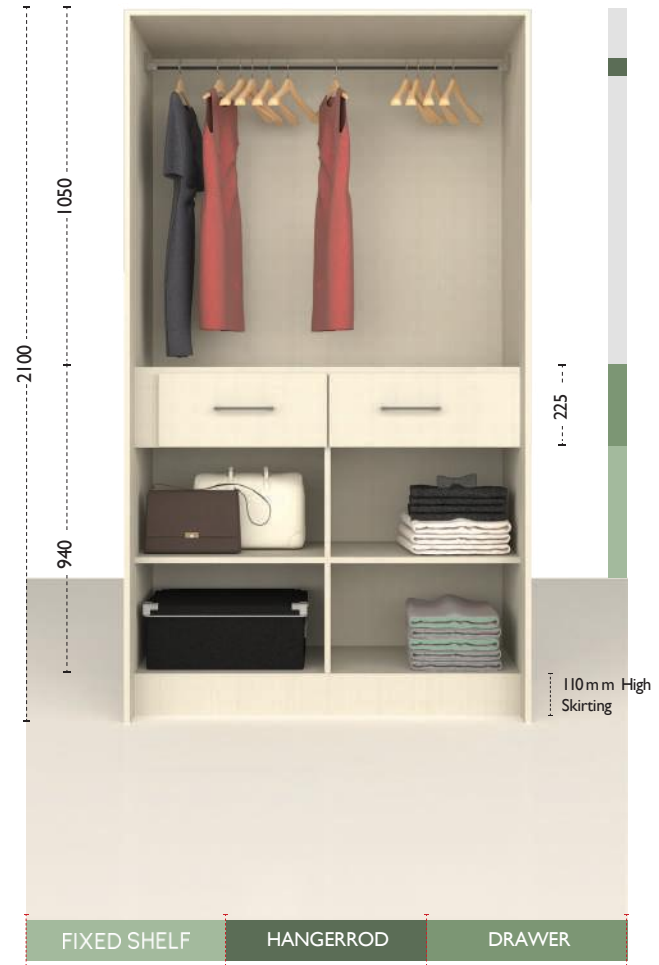 2100
1050
940
225
110mm High
Skirting
FIXED SHELF
HANGERROD
DRAWER